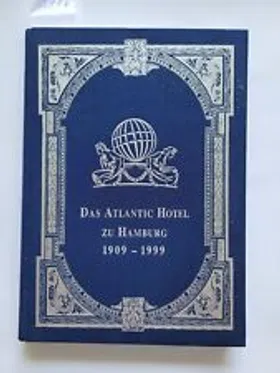 DAS ATLANTIC HOTEL
ZU HAMBURG
1909 – 1999